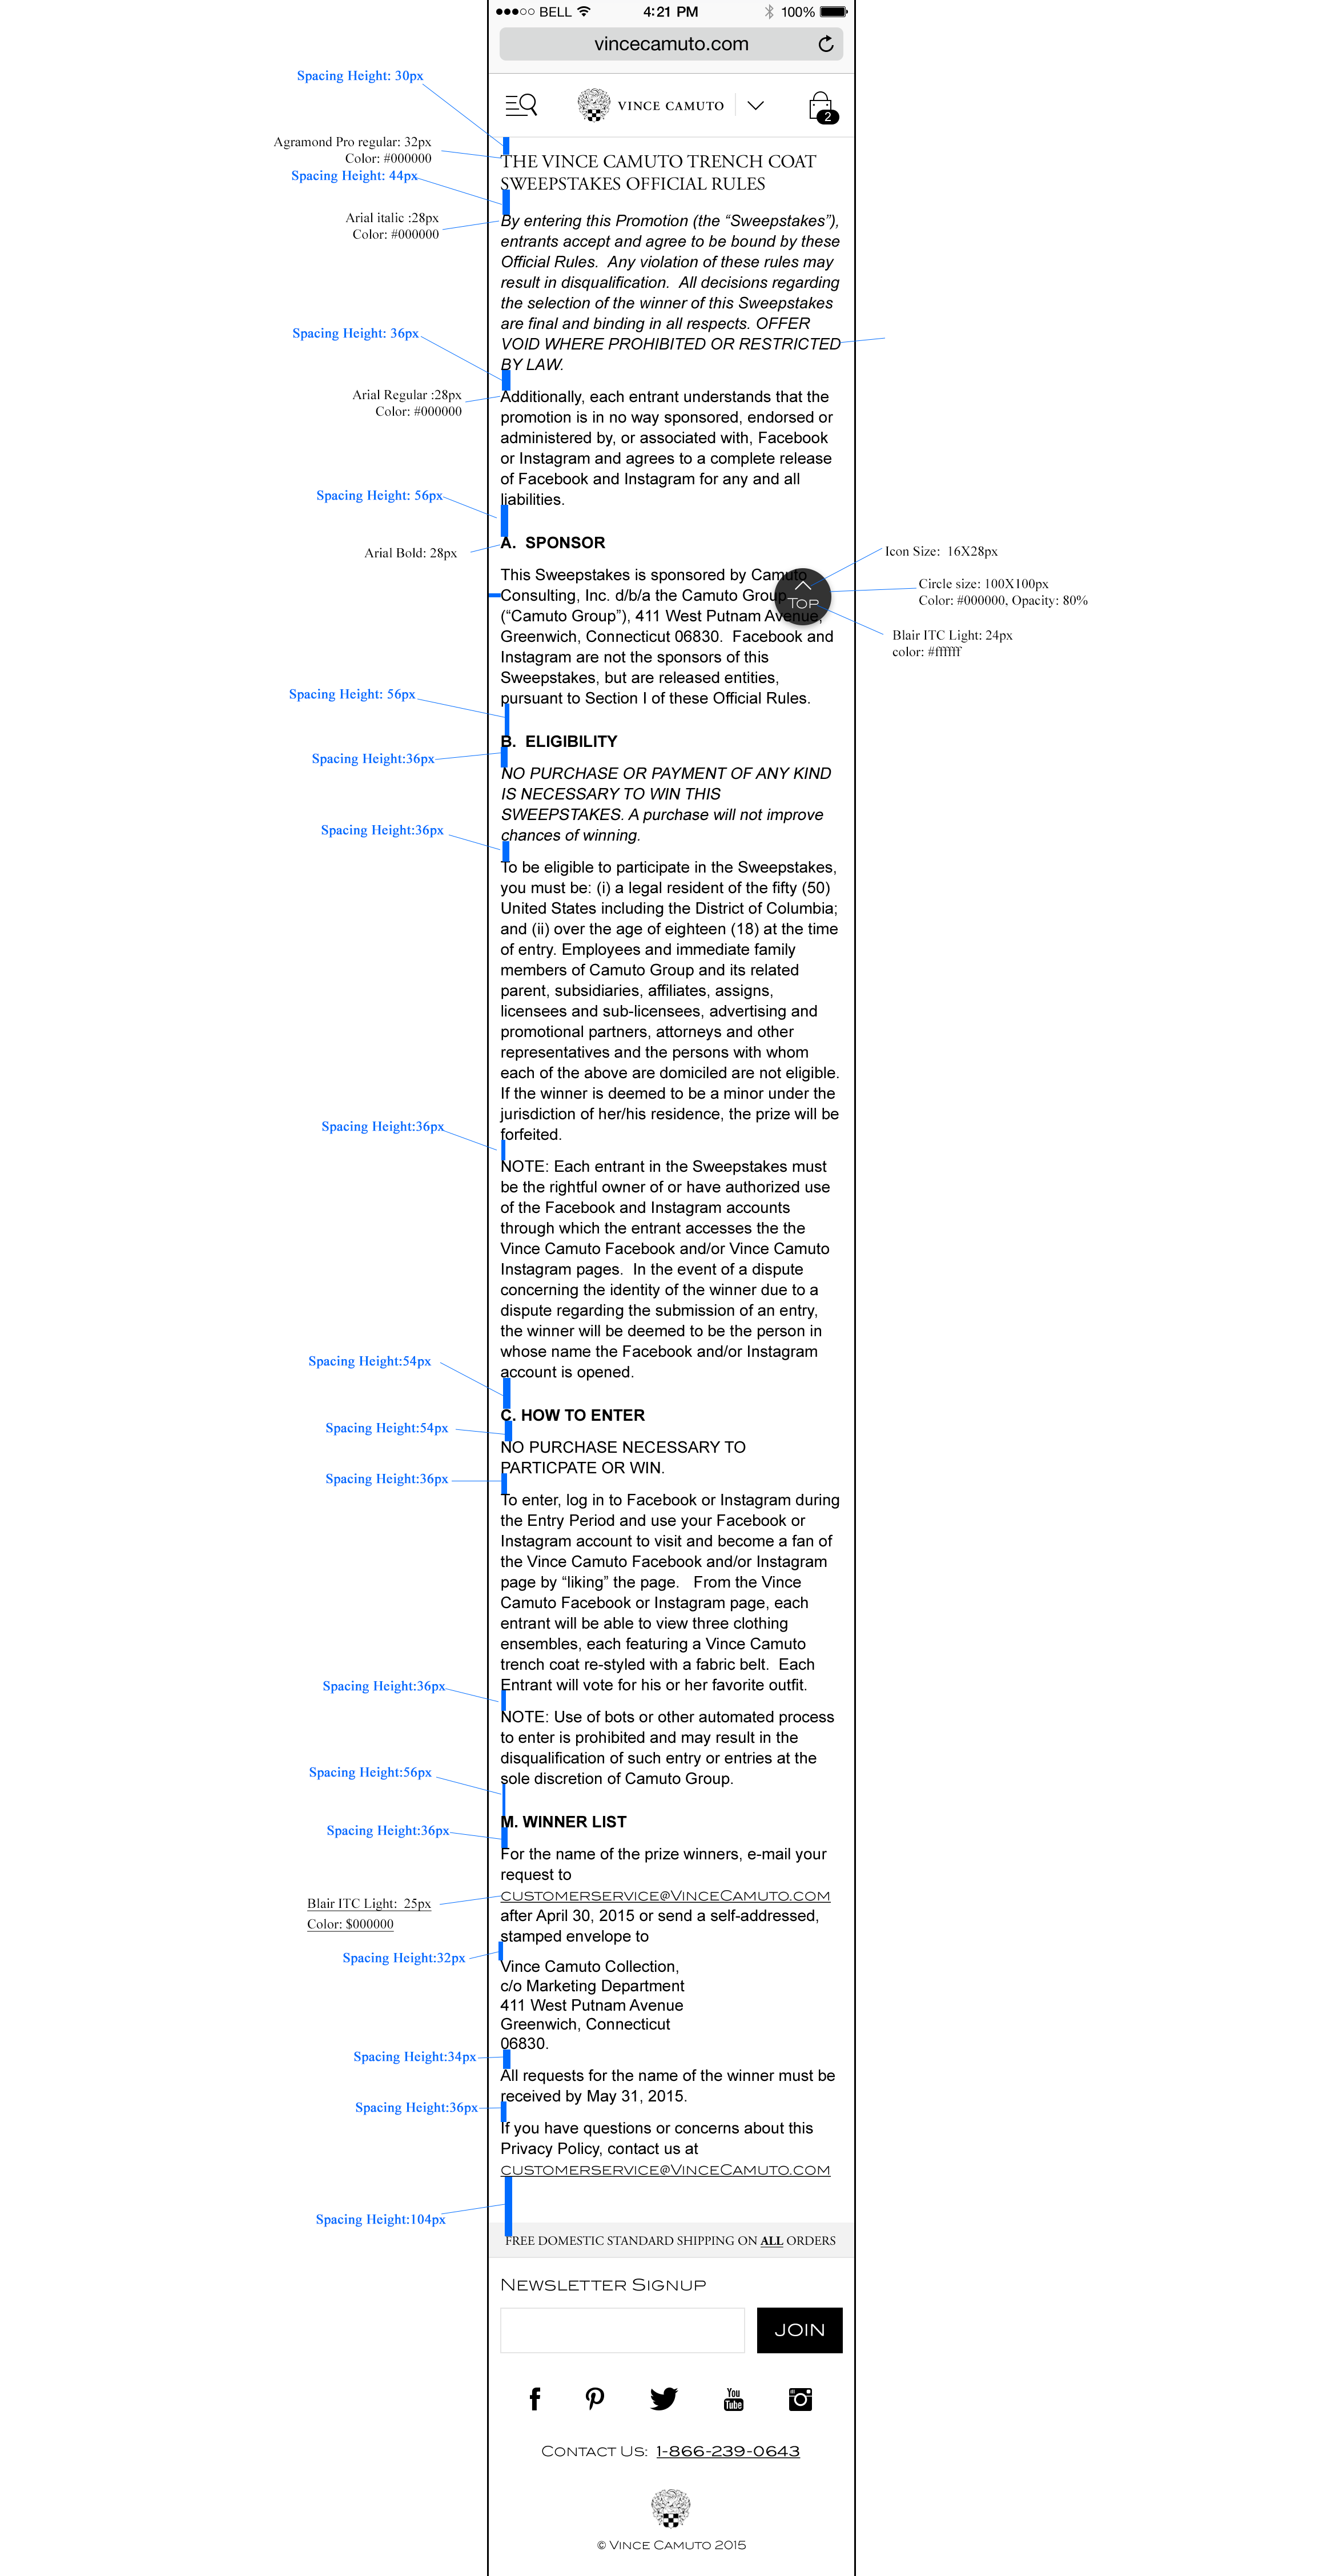 BELL 4:21 PM 100%
vincecamuto.com
Spacing Height: 30px
VINCE CAMUTO
2
Agramond Pro regular: 32px
Color: #000000
THE VINCE CAMUTO TRENCH COAT
SWEEPSTAKES OFFICIAL RULES
Spacing Height: 44px
Arial italic :28px
Color: #000000
By entering this Promotion (the “Sweepstakes”),
entrants accept and agree to be bound by these
Official Rules.  Any violation of these rules may
result in disqualification.  All decisions regarding
the selection of the winner of this Sweepstakes
are final and binding in all respects. OFFER
VOID WHERE PROHIBITED OR RESTRICTED
BY LAW.
Spacing Height: 36px
Arial Regular :28px
Color: #000000
Additionally, each entrant understands that the
promotion is in no way sponsored, endorsed or
administered by, or associated with, Facebook
or Instagram and agrees to a complete release
of Facebook and Instagram for any and all
liabilities.
Spacing Height: 56px
Arial Bold: 28px
A.  SPONSOR
This Sweepstakes is sponsored by Camuto
Consulting, Inc. d/b/a the Camuto Group
(“Camuto Group”), 411 West Putnam Avenue,
Greenwich, Connecticut 06830.  Facebook and
Instagram are not the sponsors of this
Sweepstakes, but are released entities,
pursuant to Section I of these Official Rules.
TOP
Icon Size:  16X28px
Circle size: 100X100px
Color: #000000, Opacity: 80%
Blair ITC Light: 24px
color: #ffffff
Spacing Height: 56px
B.  ELIGIBILITY
Spacing Height:36px
NO PURCHASE OR PAYMENT OF ANY KIND
IS NECESSARY TO WIN THIS
SWEEPSTAKES. A purchase will not improve
chances of winning.
Spacing Height:36px
To be eligible to participate in the Sweepstakes,
you must be: (i) a legal resident of the fifty (50)
United States including the District of Columbia;
and (ii) over the age of eighteen (18) at the time
of entry. Employees and immediate family
members of Camuto Group and its related
parent, subsidiaries, affiliates, assigns,
licensees and sub-licensees, advertising and
promotional partners, attorneys and other
representatives and the persons with whom
each of the above are domiciled are not eligible.
If the winner is deemed to be a minor under the
jurisdiction of her/his residence, the prize will be
forfeited.
Spacing Height:36px
NOTE: Each entrant in the Sweepstakes must
be the rightful owner of or have authorized use
of the Facebook and Instagram accounts
through which the entrant accesses the the
Vince Camuto Facebook and/or Vince Camuto
Instagram pages.  In the event of a dispute
concerning the identity of the winner due to a
dispute regarding the submission of an entry,
the winner will be deemed to be the person in
whose name the Facebook and/or Instagram
account is opened.
Spacing Height:54px
C. HOW TO ENTER
Spacing Height:54px
NO PURCHASE NECESSARY TO
PARTICPATE OR WIN.
Spacing Height:36px
To enter, log in to Facebook or Instagram during
the Entry Period and use your Facebook or
Instagram account to visit and become a fan of
the Vince Camuto Facebook and/or Instagram
page by “liking” the page.   From the Vince
Camuto Facebook or Instagram page, each
entrant will be able to view three clothing
ensembles, each featuring a Vince Camuto
trench coat re-styled with a fabric belt.  Each
Entrant will vote for his or her favorite outfit.
Spacing Height:36px
NOTE: Use of bots or other automated process
to enter is prohibited and may result in the
disqualification of such entry or entries at the
sole discretion of Camuto Group.
Spacing Height:56px
M. WINNER LIST
Spacing Height:36px
For the name of the prize winners, e-mail your
request to
customerservice@VinceCamuto.com
after April 30, 2015 or send a self-addressed,
stamped envelope to
Blair ITC Light:  25px
Color: $000000
Spacing Height:32px
Vince Camuto Collection,
c/o Marketing Department
411 West Putnam Avenue
Greenwich, Connecticut
06830.
Spacing Height:34px
All requests for the name of the winner must be
received by May 31, 2015.
Spacing Height:36px
If you have questions or concerns about this
Privacy Policy, contact us at
customerservice@VinceCamuto.com
Spacing Height:104px
FREE DOMESTIC STANDARD SHIPPING ON ALL ORDERS
Newsletter Signup
JOIN
You Tube
Contact Us:  1-866-239-0643
© Vince Camuto 2015